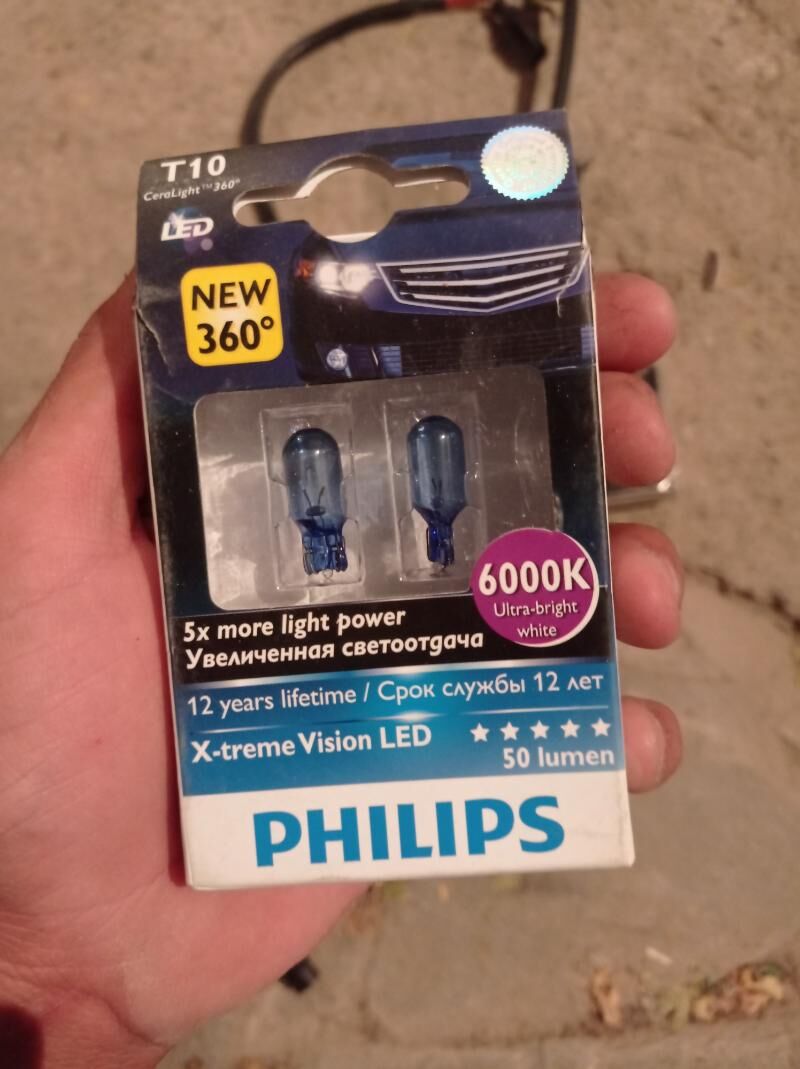 T10
CeraLight™360°
LED
NEW
360°
6000K
Ultra-bright
white
5x more light power
Увеличенная светоотдача
12 years lifetime / Срок службы 12 лет
X-treme Vision LED
50 lumen
PHILIPS